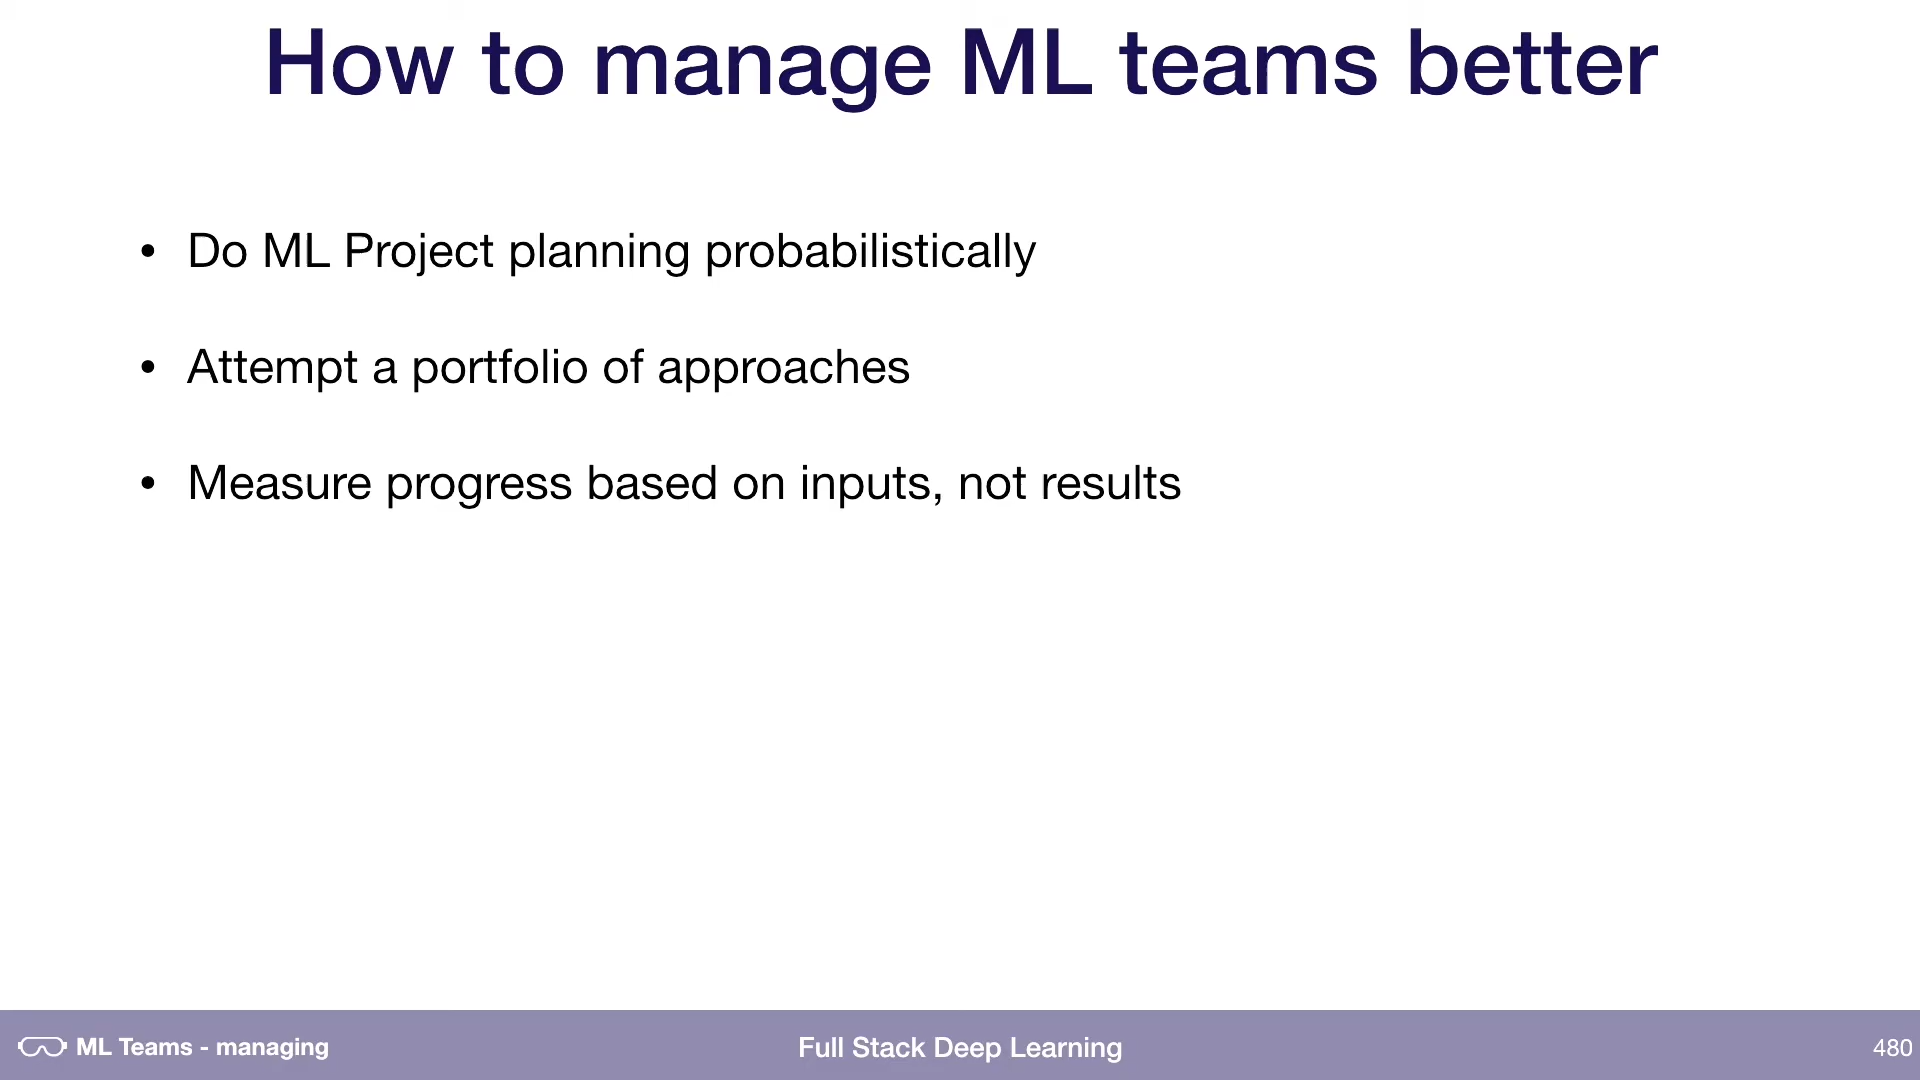 How to manage ML teams better
• Do ML Project planning probabilistically
• Attempt a portfolio of approaches
• Measure progress based on inputs, not results
ML Teams - managing
Full Stack Deep Learning
480